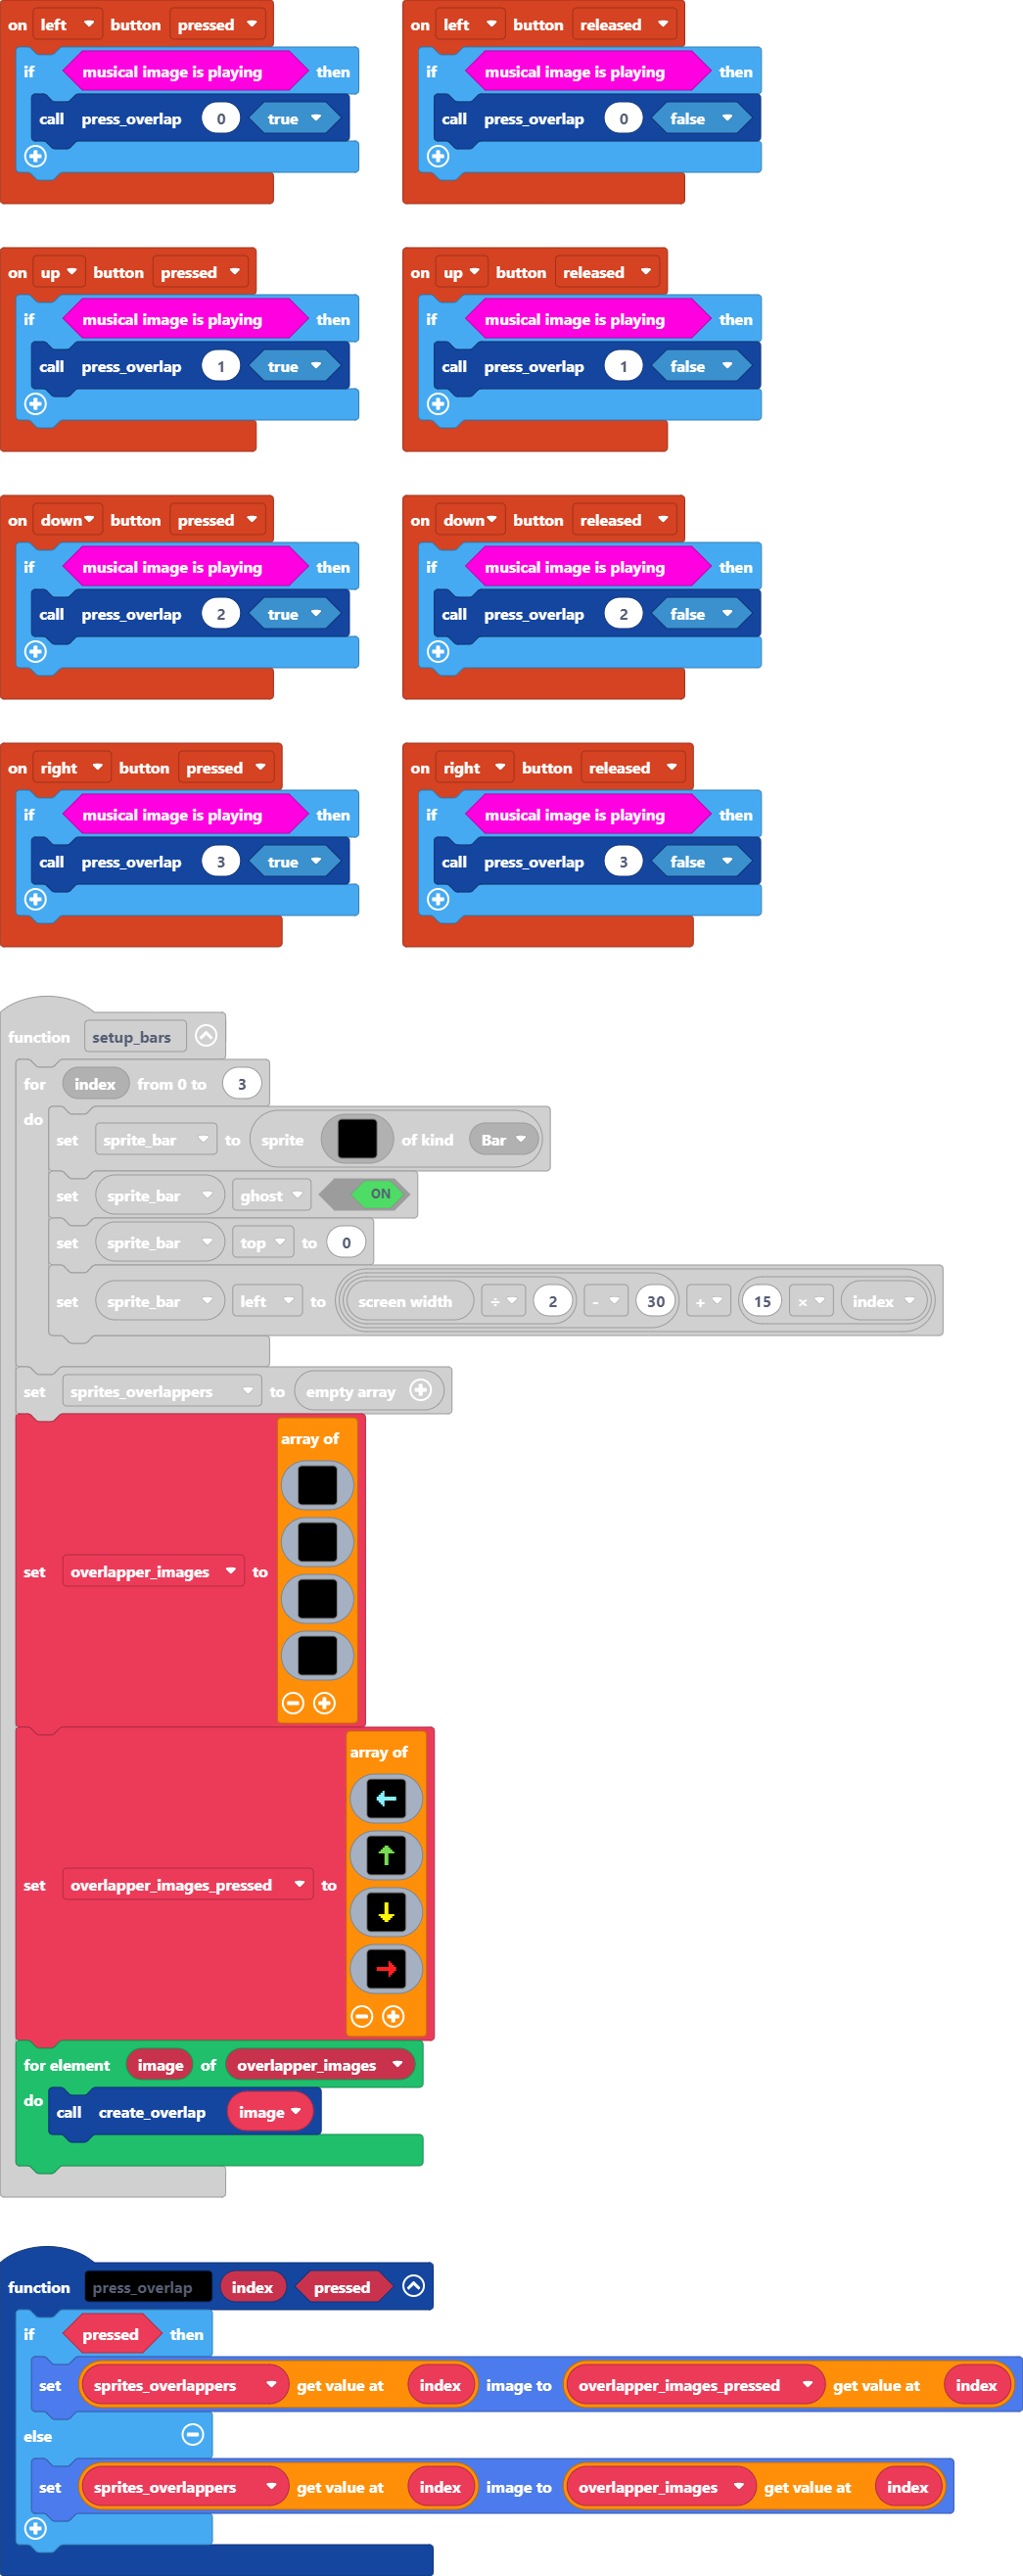 on left button pressed
if musical image is playing then
call press_overlap 0 true
on left button released
if musical image is playing then
call press_overlap 0 false
on up button pressed
if musical image is playing then
call press_overlap 1 true
on up button released
if musical image is playing then
call press_overlap 1 false
on down button pressed
if musical image is playing then
call press_overlap 2 true
on down button released
if musical image is playing then
call press_overlap 2 false
on right button pressed
if musical image is playing then
call press_overlap 3 true
on right button released
if musical image is playing then
call press_overlap 3 false
function setup_bars
for index from 0 to 3
do
set sprite_bar to sprite of kind Bar
set sprite_bar ghost ON
set sprite_bar top to 0
set sprite_bar left to screen width ÷ 2 - 30 + 15 × index
set sprites_overlappers to empty array
set overlapper_images to array of
set overlapper_images_pressed to array of
for element image of overlapper_images
do
call create_overlap image
function press_overlap index pressed
if pressed then
set sprites_overlappers get value at index image to overlapper_images_pressed get value at index
else
set sprites_overlappers get value at index image to overlapper_images get value at index